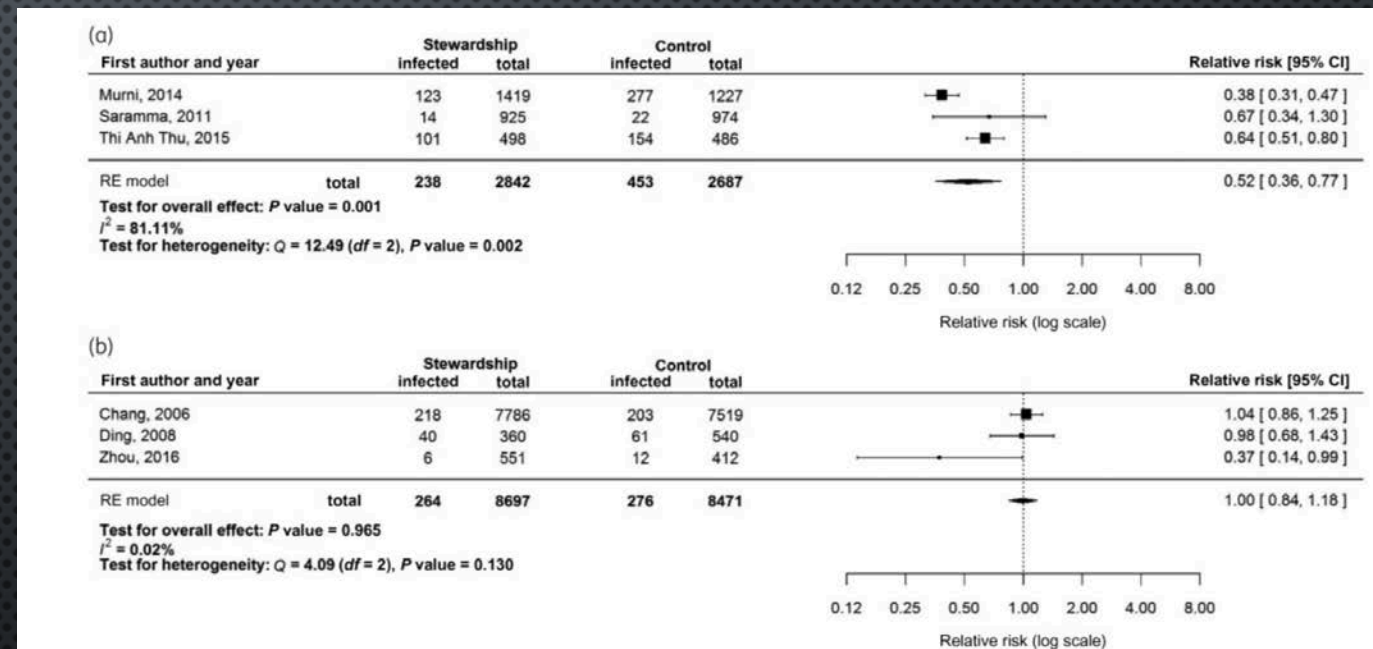 (a)
Stewardship Control
First author and year infected total infected total Relative risk [95% CI]
Murni, 2014 123 1419 277 1227 0.38 [ 0.31, 0.47 ]
Saramma, 2011 14 925 22 974 0.67 [ 0.34, 1.30 ]
Thi Anh Thu, 2015 101 498 154 486 0.64 [ 0.51, 0.80 ]
RE model total 238 2842 453 2687 0.52 [ 0.36, 0.77 ]
Test for overall effect: P value = 0.001
I² = 81.11%
Test for heterogeneity: Q = 12.49 (df = 2), P value = 0.002
0.12 0.25 0.50 1.00 2.00 4.00 8.00
Relative risk (log scale)
(b)
Stewardship Control
First author and year infected total infected total Relative risk [95% CI]
Chang, 2006 218 7786 203 7519 1.04 [ 0.86, 1.25 ]
Ding, 2008 40 360 61 540 0.98 [ 0.68, 1.43 ]
Zhou, 2016 6 551 12 412 0.37 [ 0.14, 0.99 ]
RE model total 264 8697 276 8471 1.00 [ 0.84, 1.18 ]
Test for overall effect: P value = 0.965
I² = 0.02%
Test for heterogeneity: Q = 4.09 (df = 2), P value = 0.130
0.12 0.25 0.50 1.00 2.00 4.00 8.00
Relative risk (log scale)